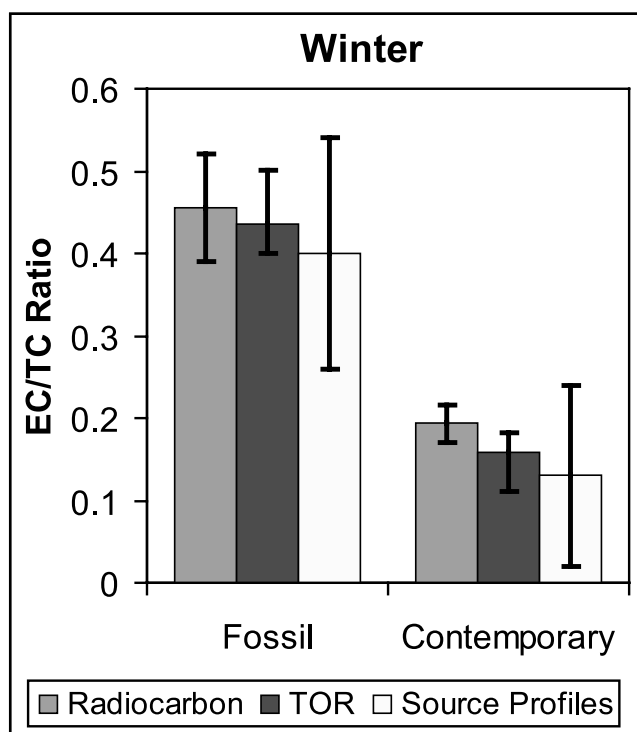 Winter
EC/TC Ratio
0.6
0.5
0.4
0.3
0.2
0.1
0
Fossil Contemporary
Radiocarbon TOR Source Profiles